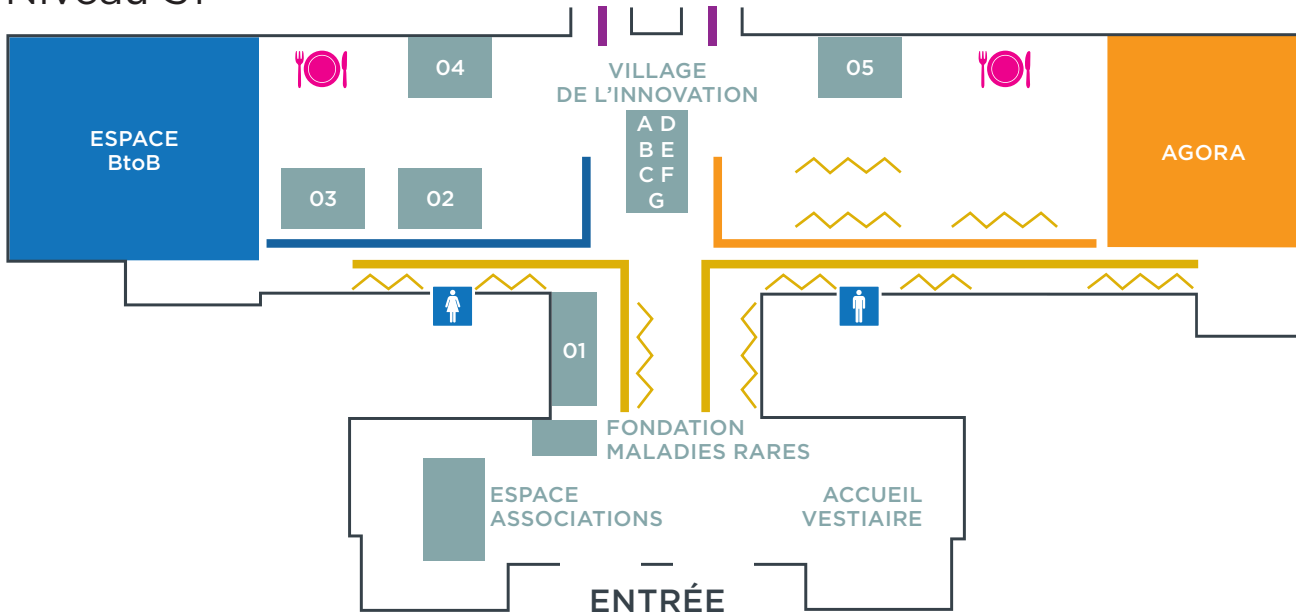 Niveau
04
VILLAGE
DE L'INNOVATION
05
ESPACE
BtoB
A D
B E
C F
G
AGORA
03
02
01
FONDATION
MALADIES RARES
ESPACE
ASSOCIATIONS
ACCUEIL
VESTIAIRE
ENTRÉE